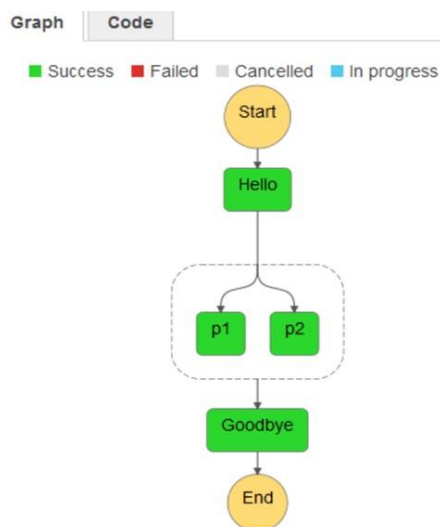 Graph Code
Success Failed Cancelled In progress
Start
Hello
p1 p2
Goodbye
End